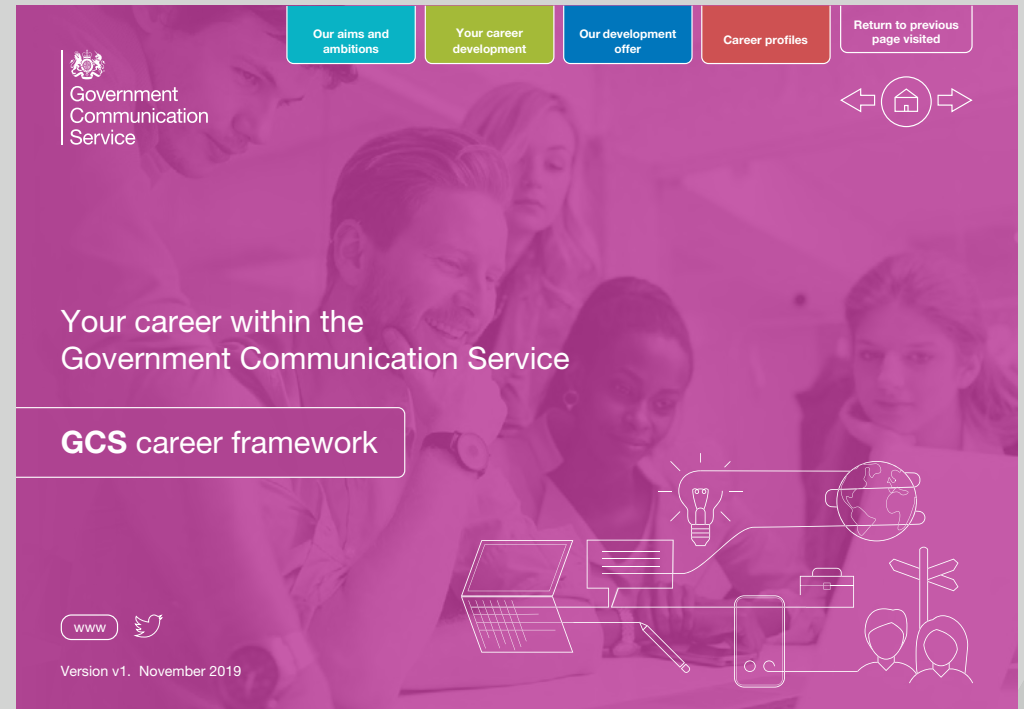 Our aims and
ambitions
Your career
development
Our development
offer
Career profiles
Return to previous
page visited
Government
Communication
Service
Your career within the
Government Communication Service
GCS career framework
www
Version v1. November 2019